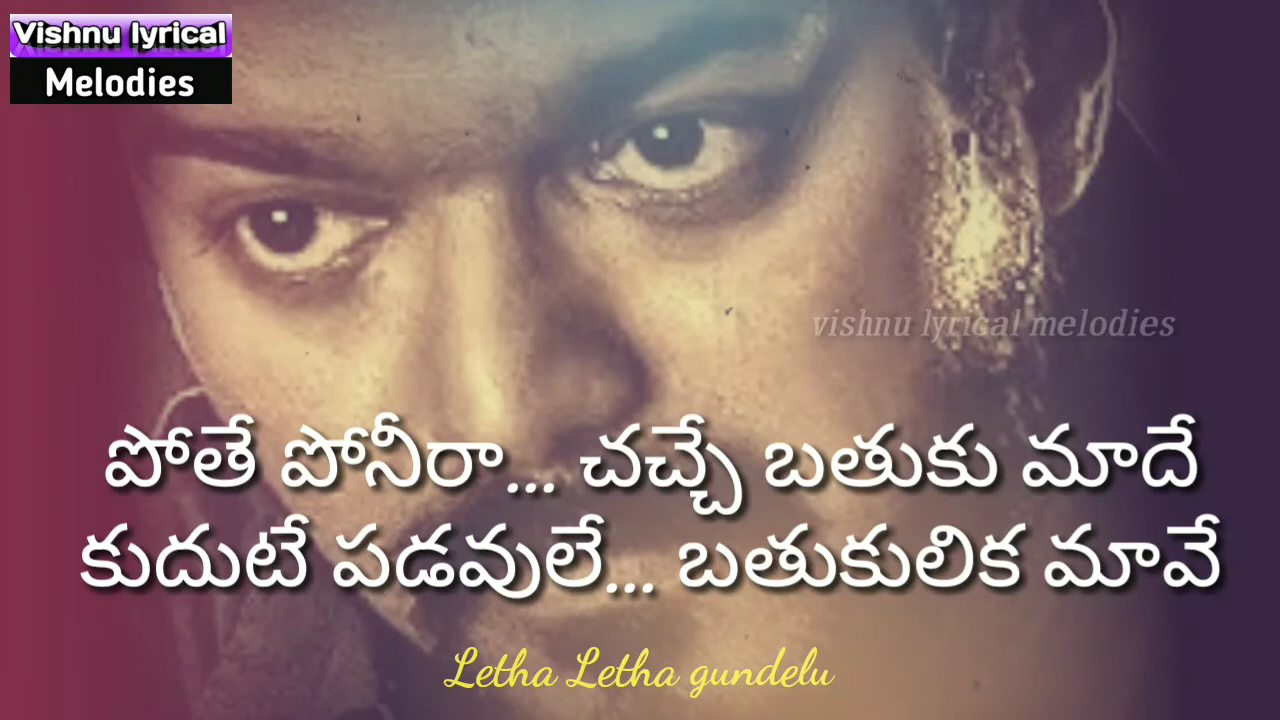 Vishnu lyrical
Melodies
vishnu lyrical melodies
పోతే పోనీరా... చచ్చే బతుకు మాదే
కుదుటే పడవులే... బతుకులిక మావే
Letha Letha gundelu